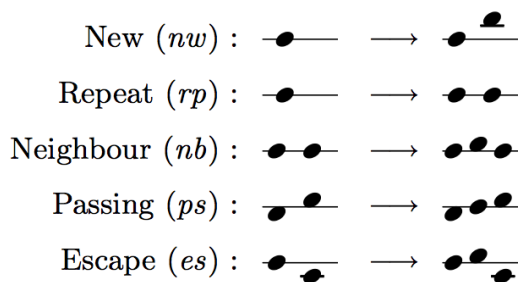 New (nw) :
Repeat (rp) :
Neighbour (nb) :
Passing (ps) :
Escape (es) :